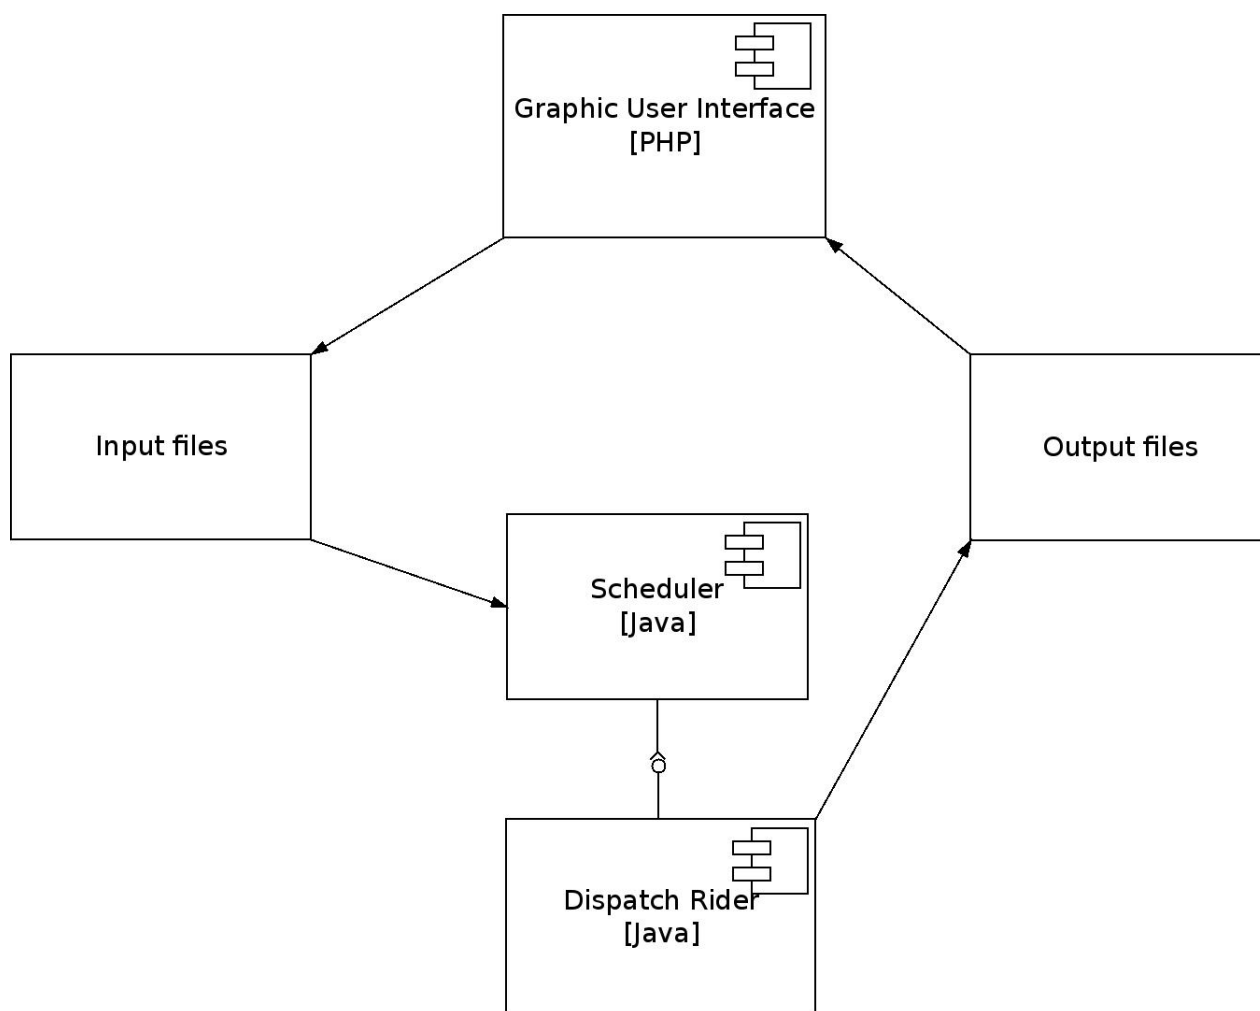 Graphic User Interface
[PHP]
Input files
Output files
Scheduler
[Java]
Dispatch Rider
[Java]